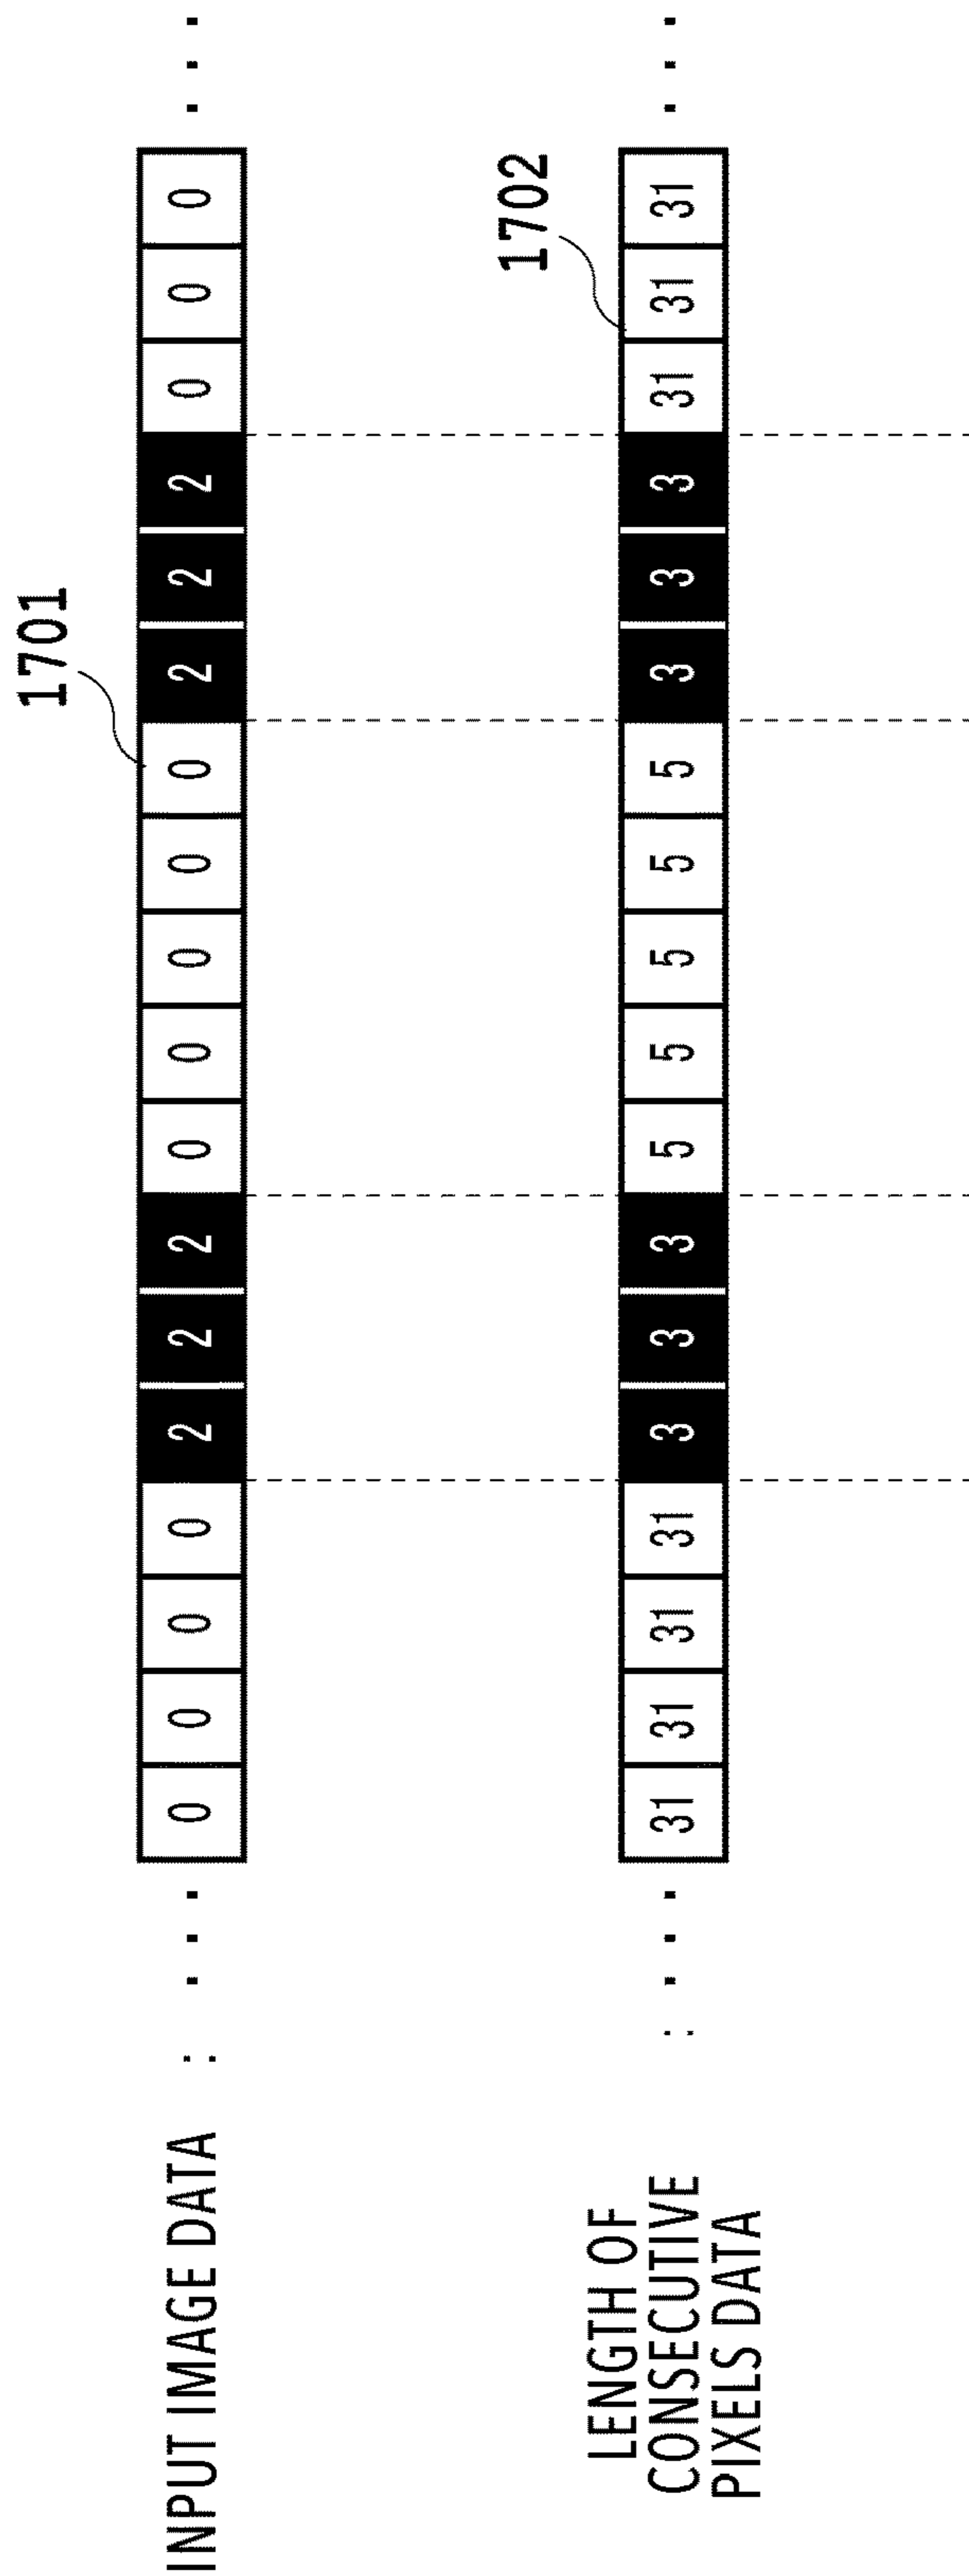 1701
INPUT IMAGE DATA : ... 0 0 0 0 2 2 2 0 0 0 0 0 2 2 2 0 0 0 ...
1702
LENGTH OF
CONSECUTIVE : ... 31 31 31 31 3 3 3 5 5 5 5 5 3 3 3 31 31 31 ...
PIXELS DATA